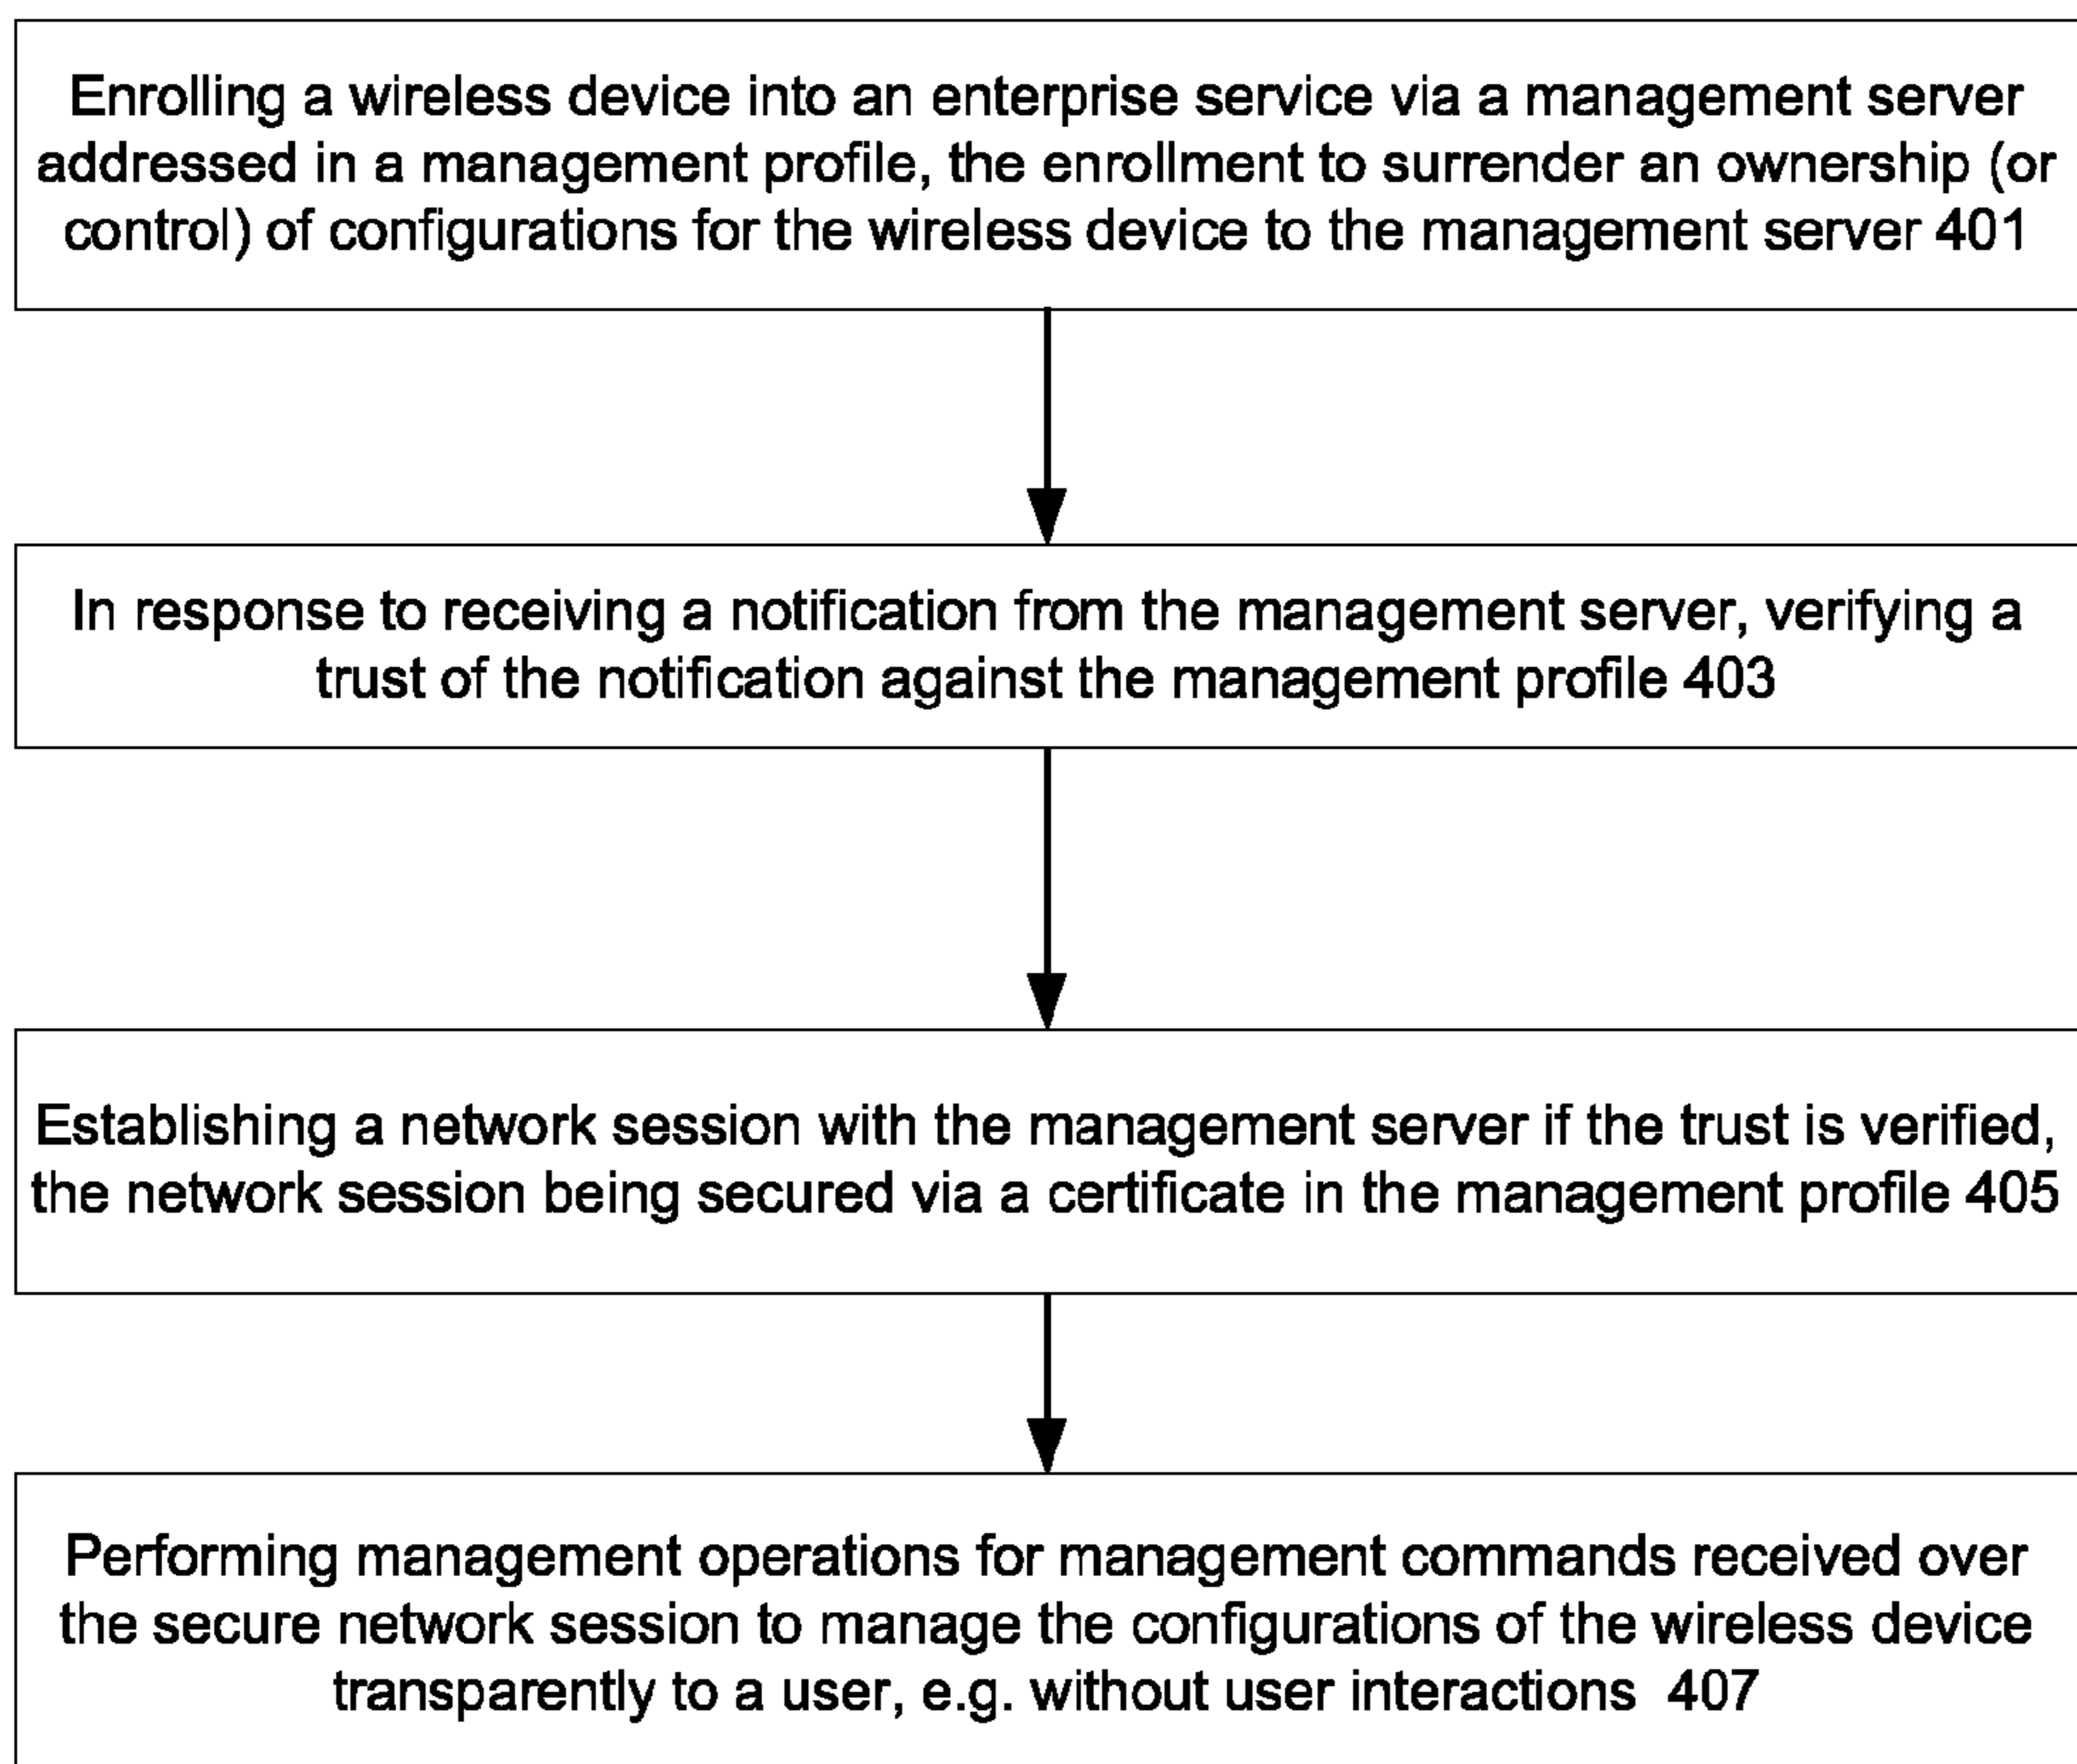 Enrolling a wireless device into an enterprise service via a management server
addressed in a management profile, the enrollment to surrender an ownership (or
control) of configurations for the wireless device to the management server 401
In response to receiving a notification from the management server, verifying a
trust of the notification against the management profile 403
Establishing a network session with the management server if the trust is verified,
the network session being secured via a certificate in the management profile 405
Performing management operations for management commands received over
the secure network session to manage the configurations of the wireless device
transparently to a user, e.g. without user interactions 407